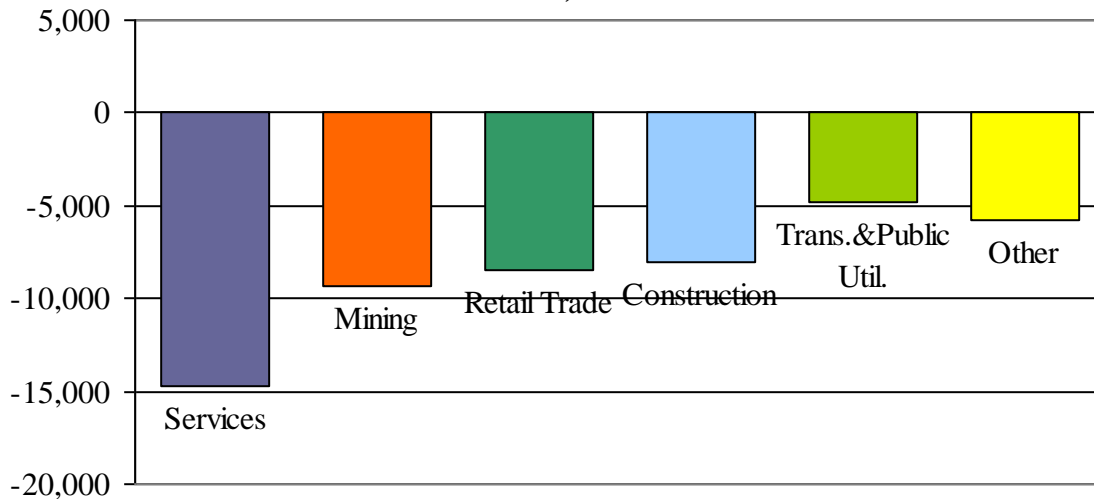 5,000
0
-5,000
-10,000
-15,000
-20,000
Services
Mining
Retail Trade
Construction
Trans.&Public
Util.
Other